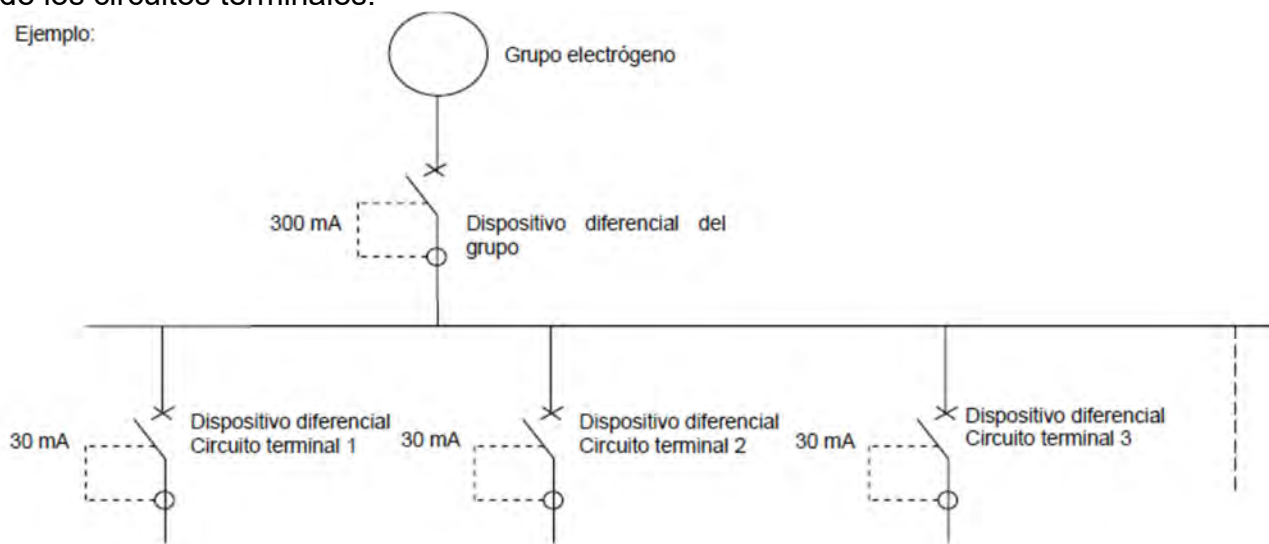 de los circuitos terminales.
Ejemplo:
Grupo electrógeno
300 mA
Dispositivo diferencial del
grupo
30 mA
Dispositivo diferencial
Circuito terminal 1
30 mA
Dispositivo diferencial
Circuito terminal 2
30 mA
Dispositivo diferencial
Circuito terminal 3